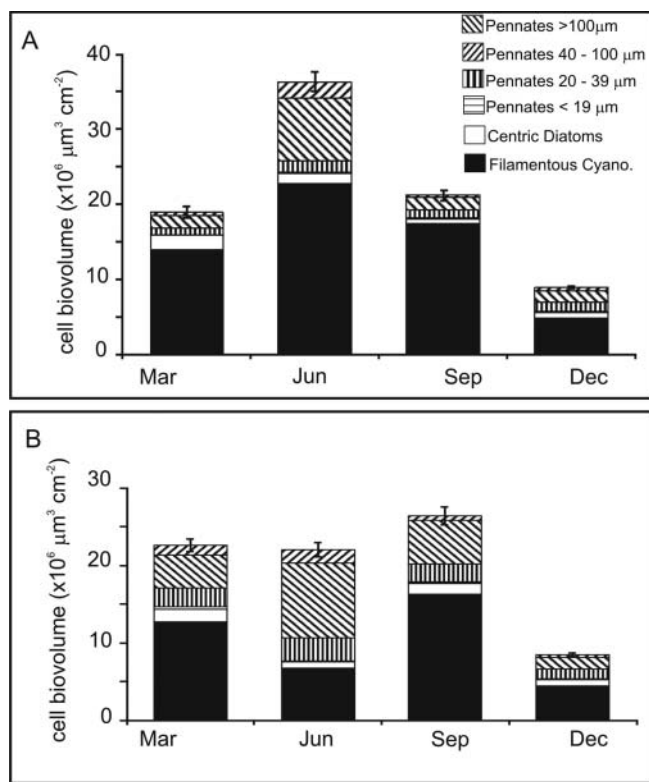 A
Pennates >100μm
Pennates 40 - 100 μm
Pennates 20 - 39 μm
Pennates < 19 μm
Centric Diatoms
Filamentous Cyano.
cell biovolume (x10⁶ μm³ cm⁻²)
40
30
20
10
0
Mar Jun Sep Dec
B
cell biovolume (x10⁶ μm³ cm⁻²)
30
20
10
0
Mar Jun Sep Dec